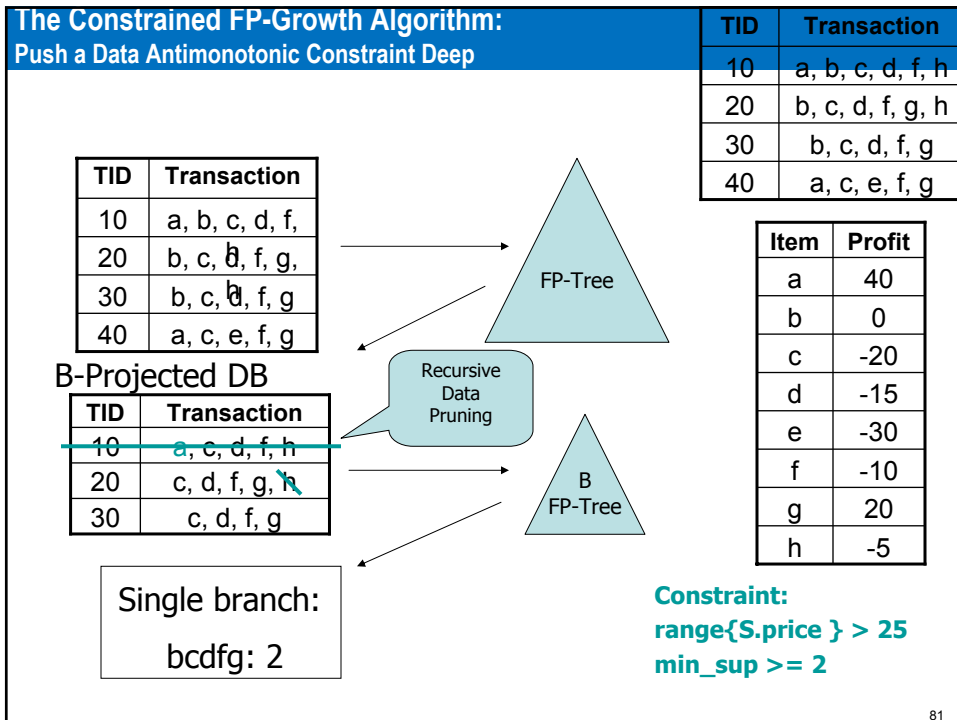 The Constrained FP-Growth Algorithm:
Push a Data Antimonotonic Constraint Deep
TID Transaction
10 a, b, c, d, f, h
20 b, c, d, f, g, h
30 b, c, d, f, g
40 a, c, e, f, g
TID Transaction
10 a, b, c, d, f,
h
20 b, c, d, f, g,
h
30 b, c, d, f, g
40 a, c, e, f, g
FP-Tree
Item Profit
a 40
b 0
c -20
d -15
e -30
f -10
g 20
h -5
B-Projected DB
TID Transaction
10 a, c, d, f, h
20 c, d, f, g, h
30 c, d, f, g
Recursive
Data
Pruning
B
FP-Tree
Single branch:
bcdfg: 2
Constraint:
range{S.price } > 25
min_sup >= 2
81